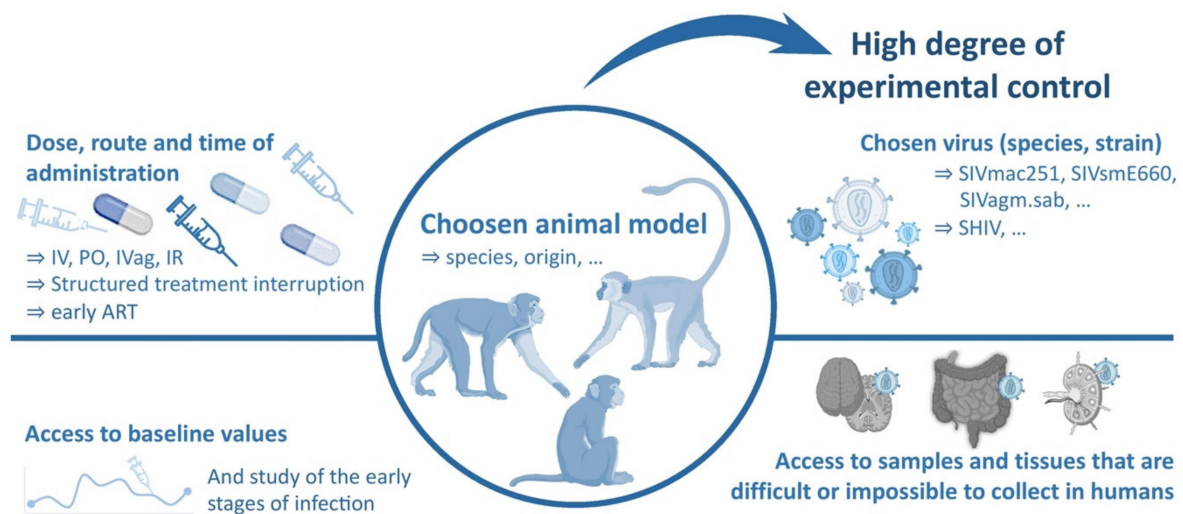 High degree of
experimental control
Dose, route and time of
administration
⇒ IV, PO, IVag, IR
⇒ Structured treatment interruption
⇒ early ART
Choosen animal model
⇒ species, origin, ...
Chosen virus (species, strain)
⇒ SIVmac251, SIVsmE660,
SIVagm.sab, ...
⇒ SHIV, ...
Access to baseline values
And study of the early
stages of infection
Access to samples and tissues that are
difficult or impossible to collect in humans